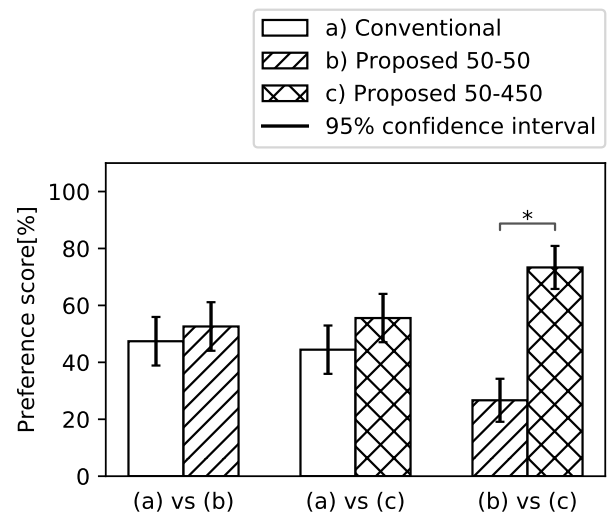 a) Conventional
b) Proposed 50-50
c) Proposed 50-450
95% confidence interval
Preference score[%]
100
80
60
40
20
0
*
(a) vs (b)
(a) vs (c)
(b) vs (c)